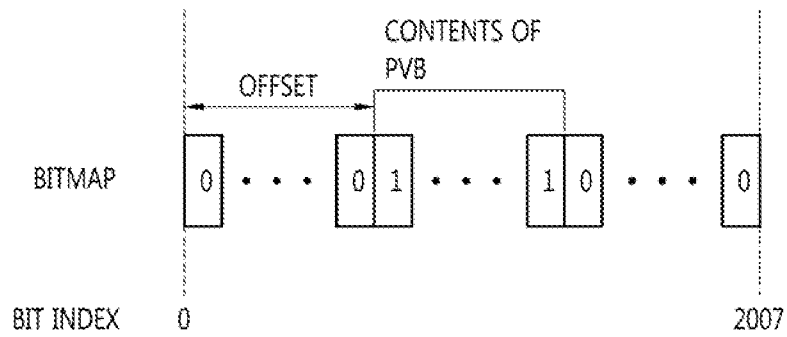 CONTENTS OF
PVB
OFFSET
BITMAP 0 • • • 0 1 • • • 1 0 • • • 0
BIT INDEX 0 2007